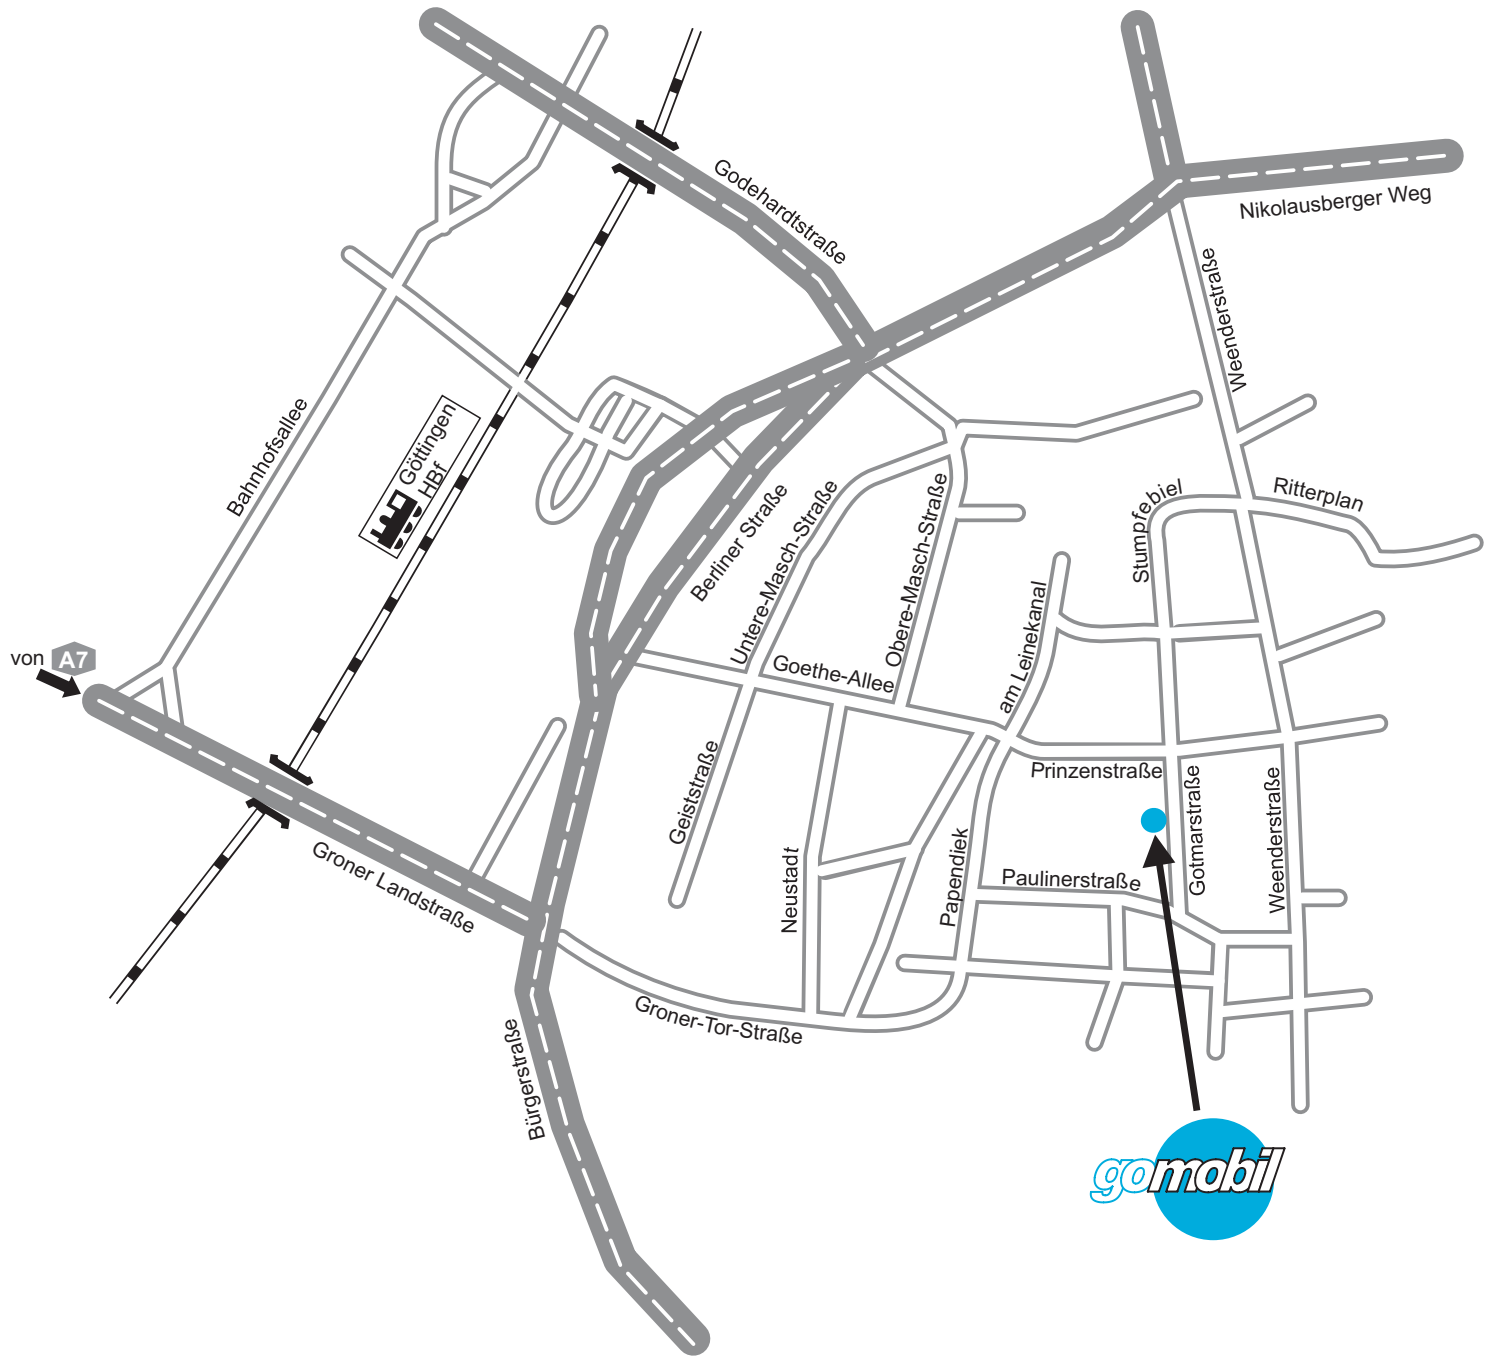 Godehardtstraße
Nikolausberger Weg
Weenderstraße
Bahnhofsallee
Göttingen
HBf
Berliner Straße
Untere-Masch-Straße
Obere-Masch-Straße
Stumpfebiel
Ritterplan
am Leinekanal
von A7
Goethe-Allee
Prinzenstraße
Geiststraße
Gotmarstraße
Weenderstraße
Groner Landstraße
Neustadt
Papendiek
Paulinerstraße
Groner-Tor-Straße
Bürgerstraße
gomobil